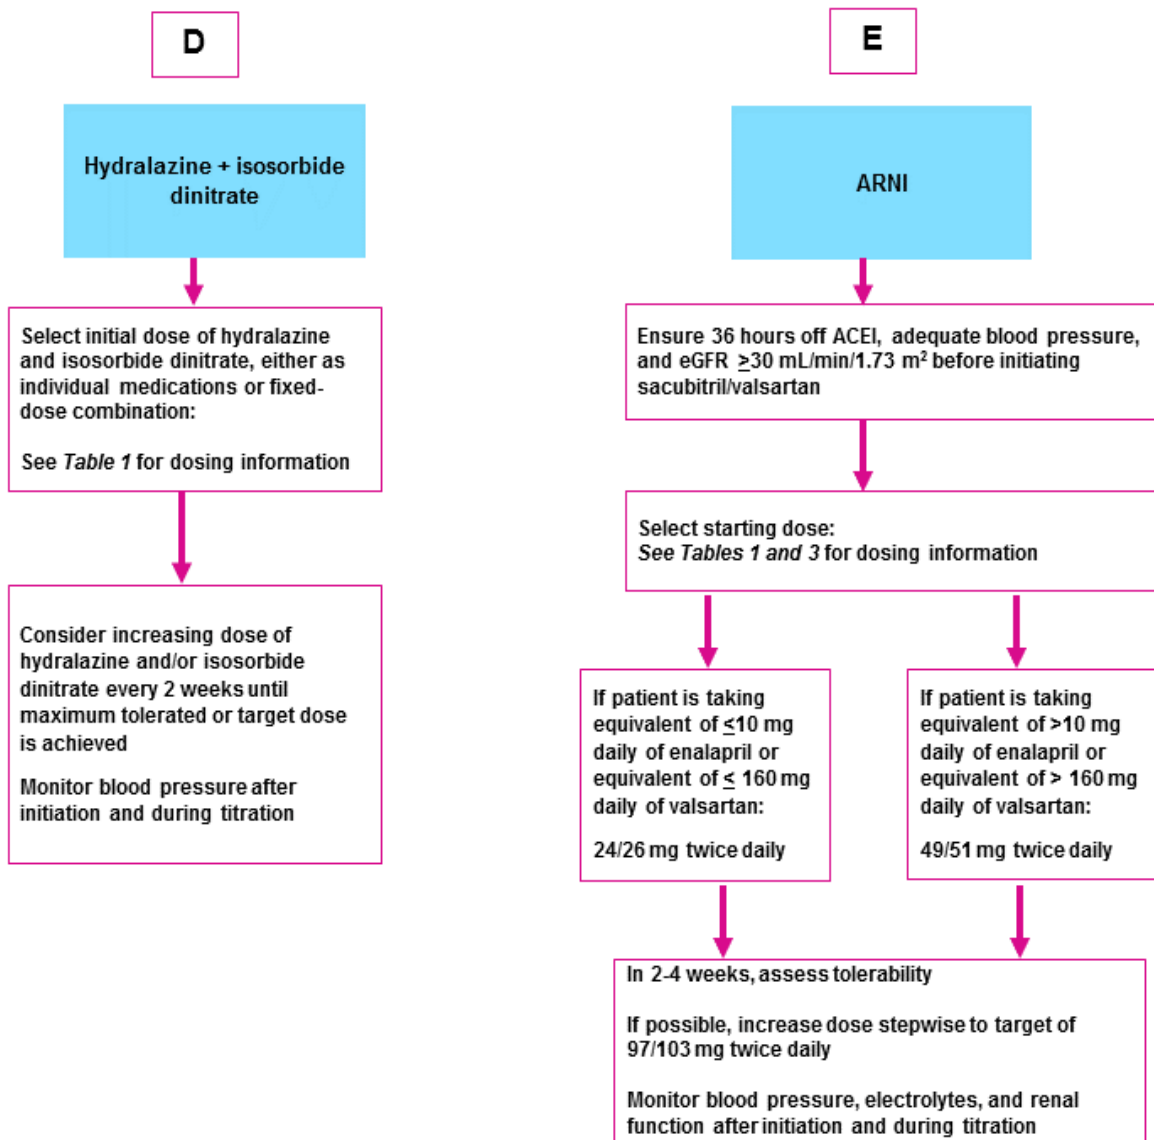 D
Hydralazine + isosorbide
dinitrate
Select initial dose of hydralazine
and isosorbide dinitrate, either as
individual medications or fixed-
dose combination:
See Table 1 for dosing information
Consider increasing dose of
hydralazine and/or isosorbide
dinitrate every 2 weeks until
maximum tolerated or target dose
is achieved
Monitor blood pressure after
initiation and during titration
E
ARNI
Ensure 36 hours off ACEI, adequate blood pressure,
and eGFR ≥30 mL/min/1.73 m² before initiating
sacubitril/valsartan
Select starting dose:
See Tables 1 and 3 for dosing information
If patient is taking
equivalent of ≤10 mg
daily of enalapril or
equivalent of ≤ 160 mg
daily of valsartan:
24/26 mg twice daily
If patient is taking
equivalent of >10 mg
daily of enalapril or
equivalent of > 160 mg
daily of valsartan:
49/51 mg twice daily
In 2-4 weeks, assess tolerability
If possible, increase dose stepwise to target of
97/103 mg twice daily
Monitor blood pressure, electrolytes, and renal
function after initiation and during titration